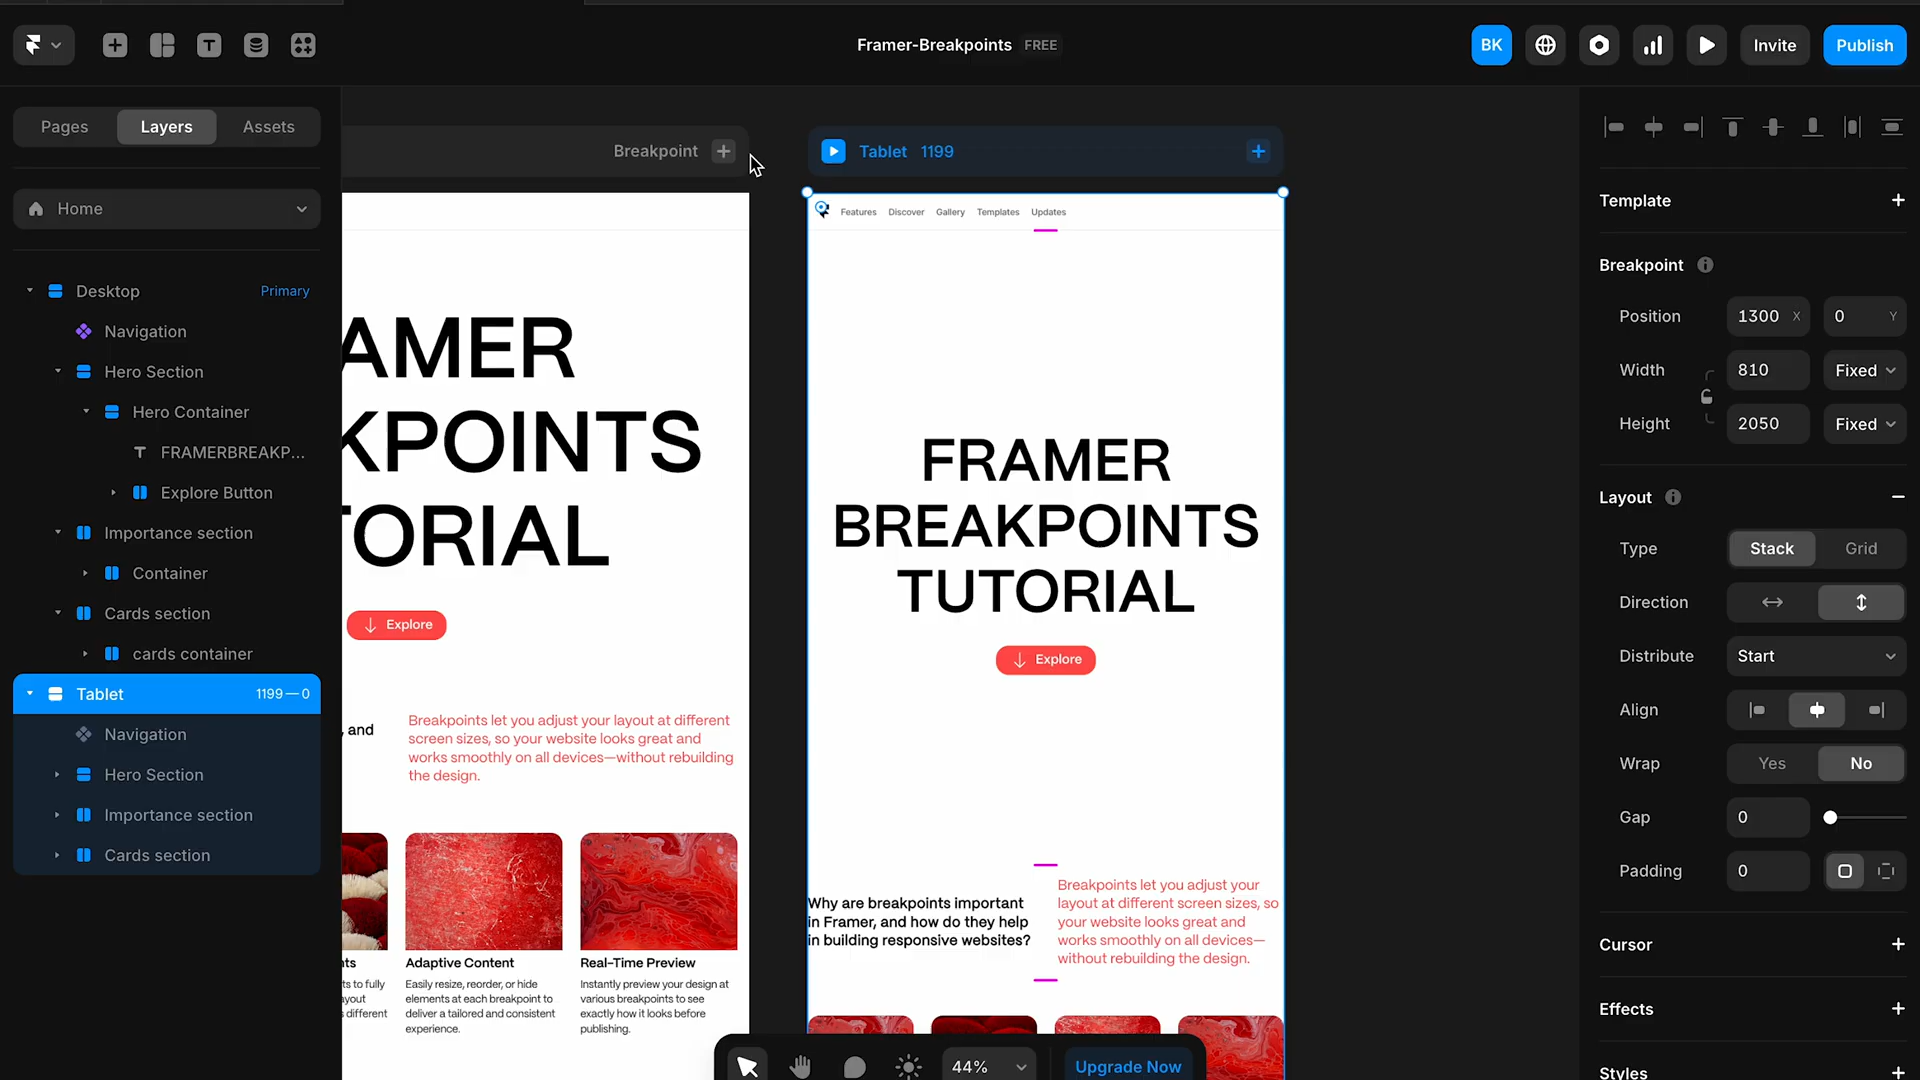 Framer-Breakpoints FREE
BK
Invite
Publish
Pages
Layers
Assets
Home
Desktop
Primary
Navigation
Hero Section
Hero Container
FRAMERBREAKP...
Explore Button
Importance section
Container
Cards section
cards container
Tablet
1199 — 0
Navigation
Hero Section
Importance section
Cards section
Breakpoint
AMER
KPOINTS
TORIAL
Explore
, and
Breakpoints let you adjust your layout at different
screen sizes, so your website looks great and
works smoothly on all devices—without rebuilding
the design.
nts
ts to fully
ayout
s different
Adaptive Content
Easily resize, reorder, or hide
elements at each breakpoint to
deliver a tailored and consistent
experience.
Real-Time Preview
Instantly preview your design at
various breakpoints to see
exactly how it looks before
publishing.
Tablet 1199
Features
Discover
Gallery
Templates
Updates
FRAMER
BREAKPOINTS
TUTORIAL
Explore
Why are breakpoints important
in Framer, and how do they help
in building responsive websites?
Breakpoints let you adjust your
layout at different screen sizes, so
your website looks great and
works smoothly on all devices—
without rebuilding the design.
44%
Upgrade Now
Template
Breakpoint
Position
1300 X
0 Y
Width
810
Fixed
Height
2050
Fixed
Layout
Type
Stack
Grid
Direction
Distribute
Start
Align
Wrap
Yes
No
Gap
0
Padding
0
Cursor
Effects
Styles